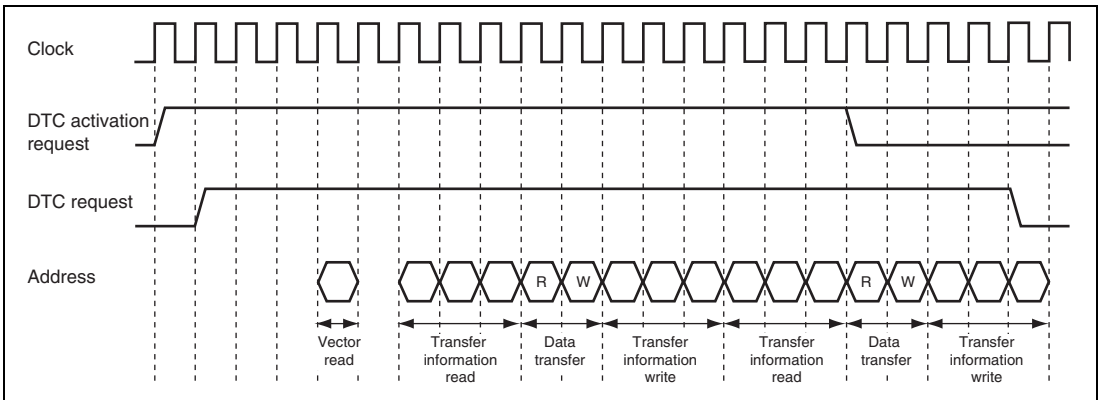 Clock
DTC activation
request
DTC request
Address
R
W
R
W
Vector
read
Transfer
information
read
Data
transfer
Transfer
information
write
Transfer
information
read
Data
transfer
Transfer
information
write